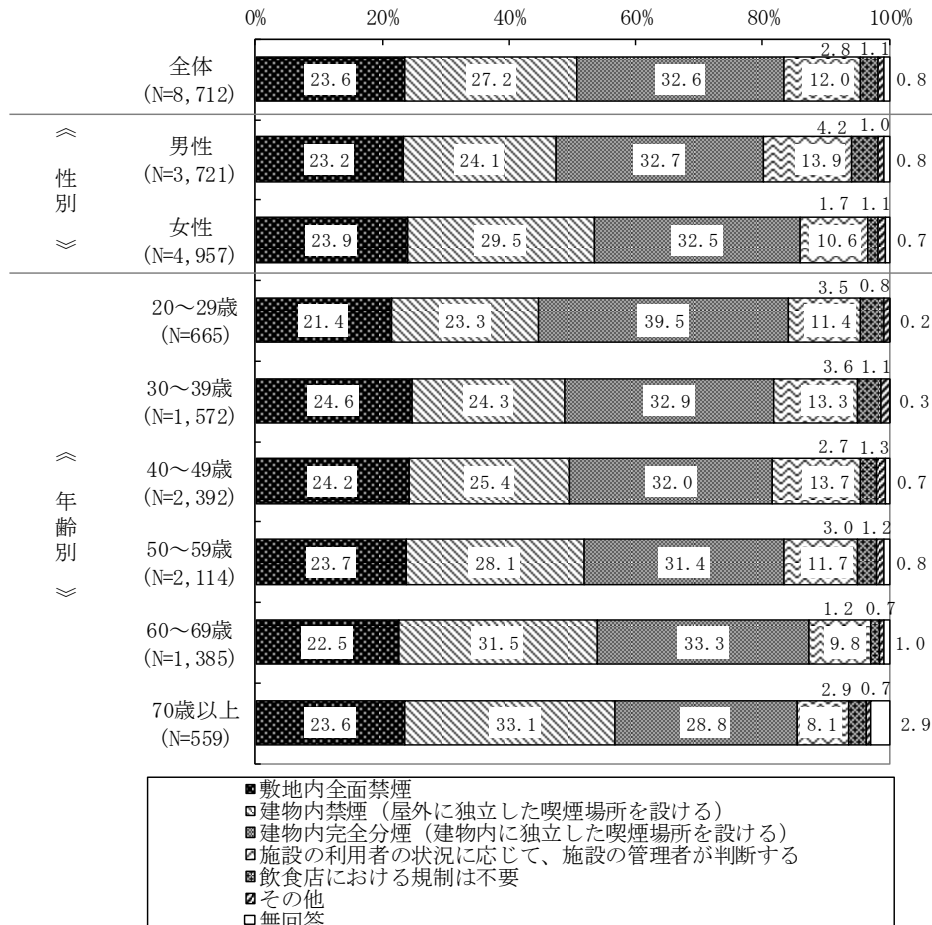 0% 20% 40% 60% 80% 100%
2.8 1.1
全体
(N=8,712)
23.6 27.2 32.6 12.0 0.8
《性別》
4.2 1.0
男性
(N=3,721)
23.2 24.1 32.7 13.9 0.8
1.7 1.1
女性
(N=4,957)
23.9 29.5 32.5 10.6 0.7
《年齢別》
3.5 0.8
20～29歳
(N=665)
21.4 23.3 39.5 11.4 0.2
3.6 1.1
30～39歳
(N=1,572)
24.6 24.3 32.9 13.3 0.3
2.7 1.3
40～49歳
(N=2,392)
24.2 25.4 32.0 13.7 0.7
3.0 1.2
50～59歳
(N=2,114)
23.7 28.1 31.4 11.7 0.8
1.2 0.7
60～69歳
(N=1,385)
22.5 31.5 33.3 9.8 1.0
2.9 0.7
70歳以上
(N=559)
23.6 33.1 28.8 8.1 2.9
敷地内全面禁煙
建物内禁煙（屋外に独立した喫煙場所を設ける）
建物内完全分煙（建物内に独立した喫煙場所を設ける）
施設の利用者の状況に応じて、施設の管理者が判断する
飲食店における規制は不要
その他
無回答